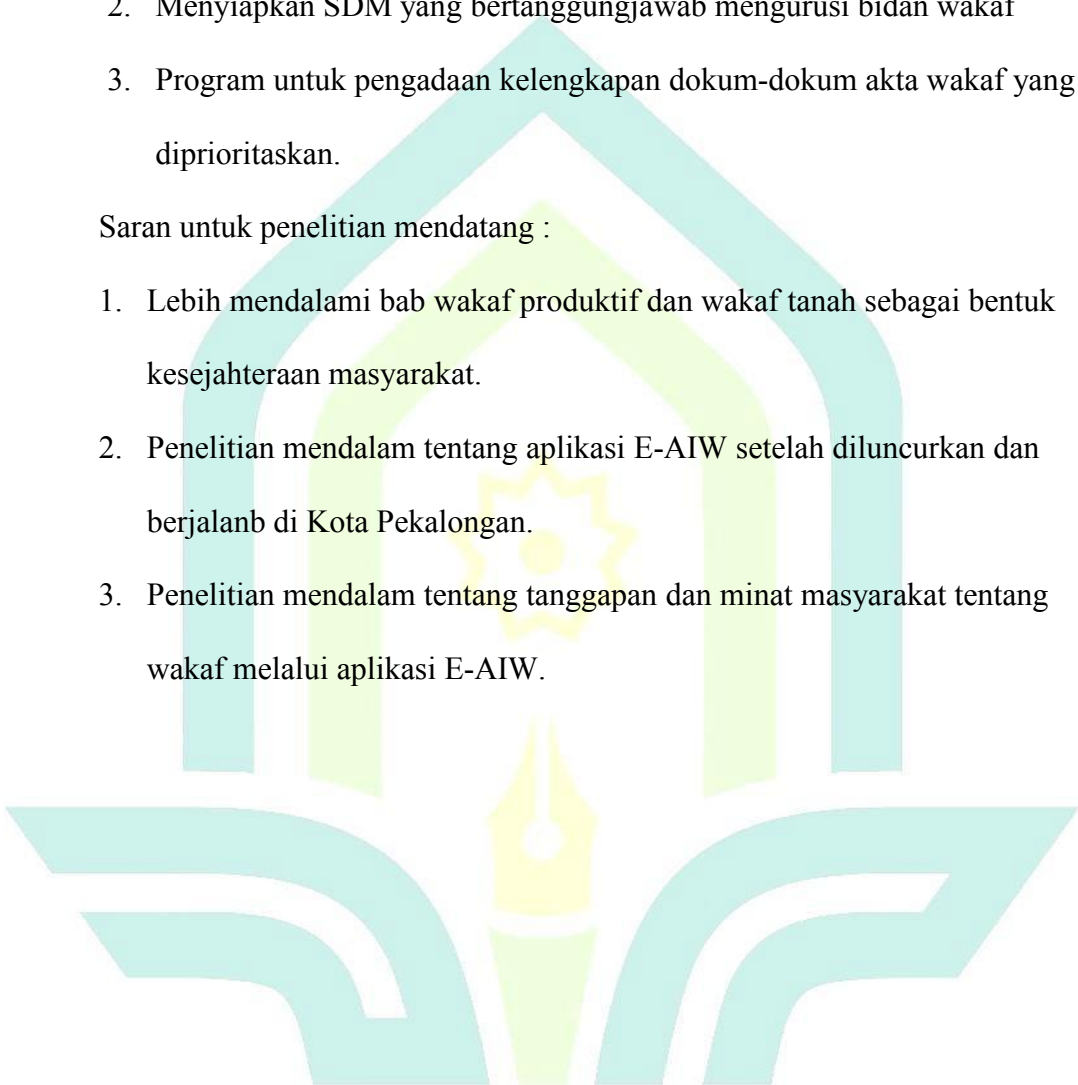 2. Menyiapkan SDM yang bertanggungjawab mengurusi bidan wakaf
3. Program untuk pengadaan kelengkapan dokum-dokum akta wakaf yang
diprioritaskan.
Saran untuk penelitian mendatang :
1. Lebih mendalami bab wakaf produktif dan wakaf tanah sebagai bentuk
kesejahteraan masyarakat.
2. Penelitian mendalam tentang aplikasi E-AIW setelah diluncurkan dan
berjalanb di Kota Pekalongan.
3. Penelitian mendalam tentang tanggapan dan minat masyarakat tentang
wakaf melalui aplikasi E-AIW.